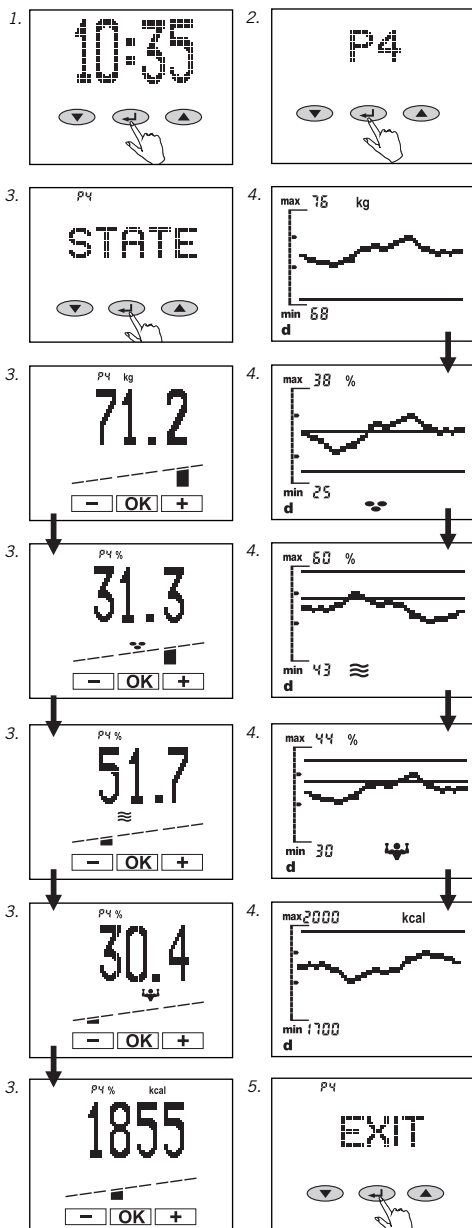 1.
10:35
2.
P4
3.
P4
STATE
4.
max 76 kg
min 68
d
3.
P4 kg
71.2
- OK +
4.
max 38 %
min 25
d
3.
P4 %
31.3
- OK +
4.
max 60 %
min 43
d
3.
P4 %
51.7
- OK +
4.
max 44 %
min 30
d
3.
P4 %
30.4
- OK +
4.
max 2000 kcal
min 1700
d
3.
P4 % kcal
1855
- OK +
5.
P4
EXIT